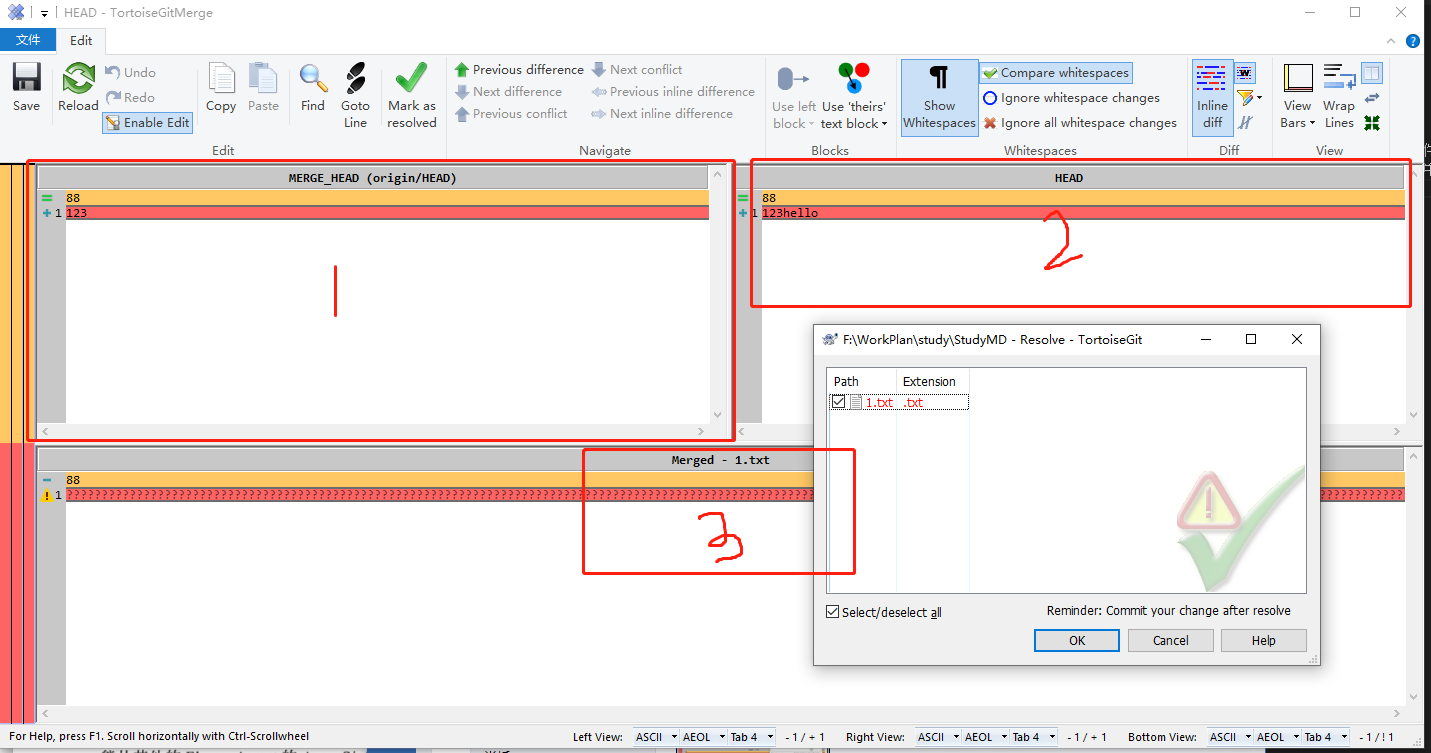 HEAD - TortoiseGitMerge
文件 Edit
Save Reload Undo Redo Enable Edit Copy Paste Find Goto Line Mark as resolved
Edit
Previous difference Next conflict
Next difference Previous inline difference
Previous conflict Next inline difference
Navigate
Use left block Use 'theirs' text block
Blocks
Show Whitespaces Compare whitespaces
Ignore whitespace changes
Ignore all whitespace changes
Whitespaces
Inline diff
Diff
View Bars Wrap Lines
View
MERGE_HEAD (origin/HEAD)
88
1 123
1
HEAD
88
1 123hello
2
Merged - 1.txt
88
1 ????????????????????????????????????????????????????????????????????????????????????????????????????????
3
F:\WorkPlan\study\StudyMD - Resolve - TortoiseGit
Path Extension
1.txt .txt
Select/deselect all
Reminder: Commit your change after resolve
OK Cancel Help
For Help, press F1. Scroll horizontally with Ctrl-Scrollwheel Left View: ASCII AEOL Tab 4 - 1 / + 1 Right View: ASCII AEOL Tab 4 - 1 / + 1 Bottom View: ASCII AEOL Tab 4 - 1 / ! 1